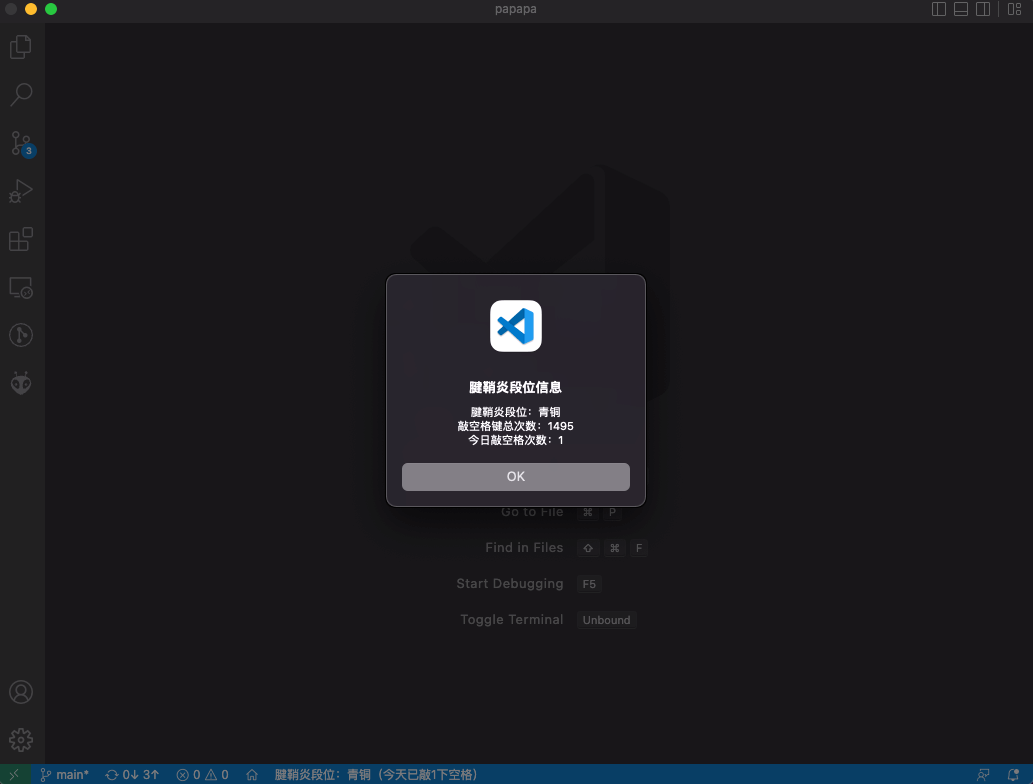 papapa
3
腱鞘炎段位信息
腱鞘炎段位：青铜
敲空格键总次数：1495
今日敲空格次数：1
OK
Go to File ⌘ P
Find in Files ⇧ ⌘ F
Start Debugging F5
Toggle Terminal Unbound
main* 0↓ 3↑ 0 0 腱鞘炎段位：青铜（今天已敲1下空格）